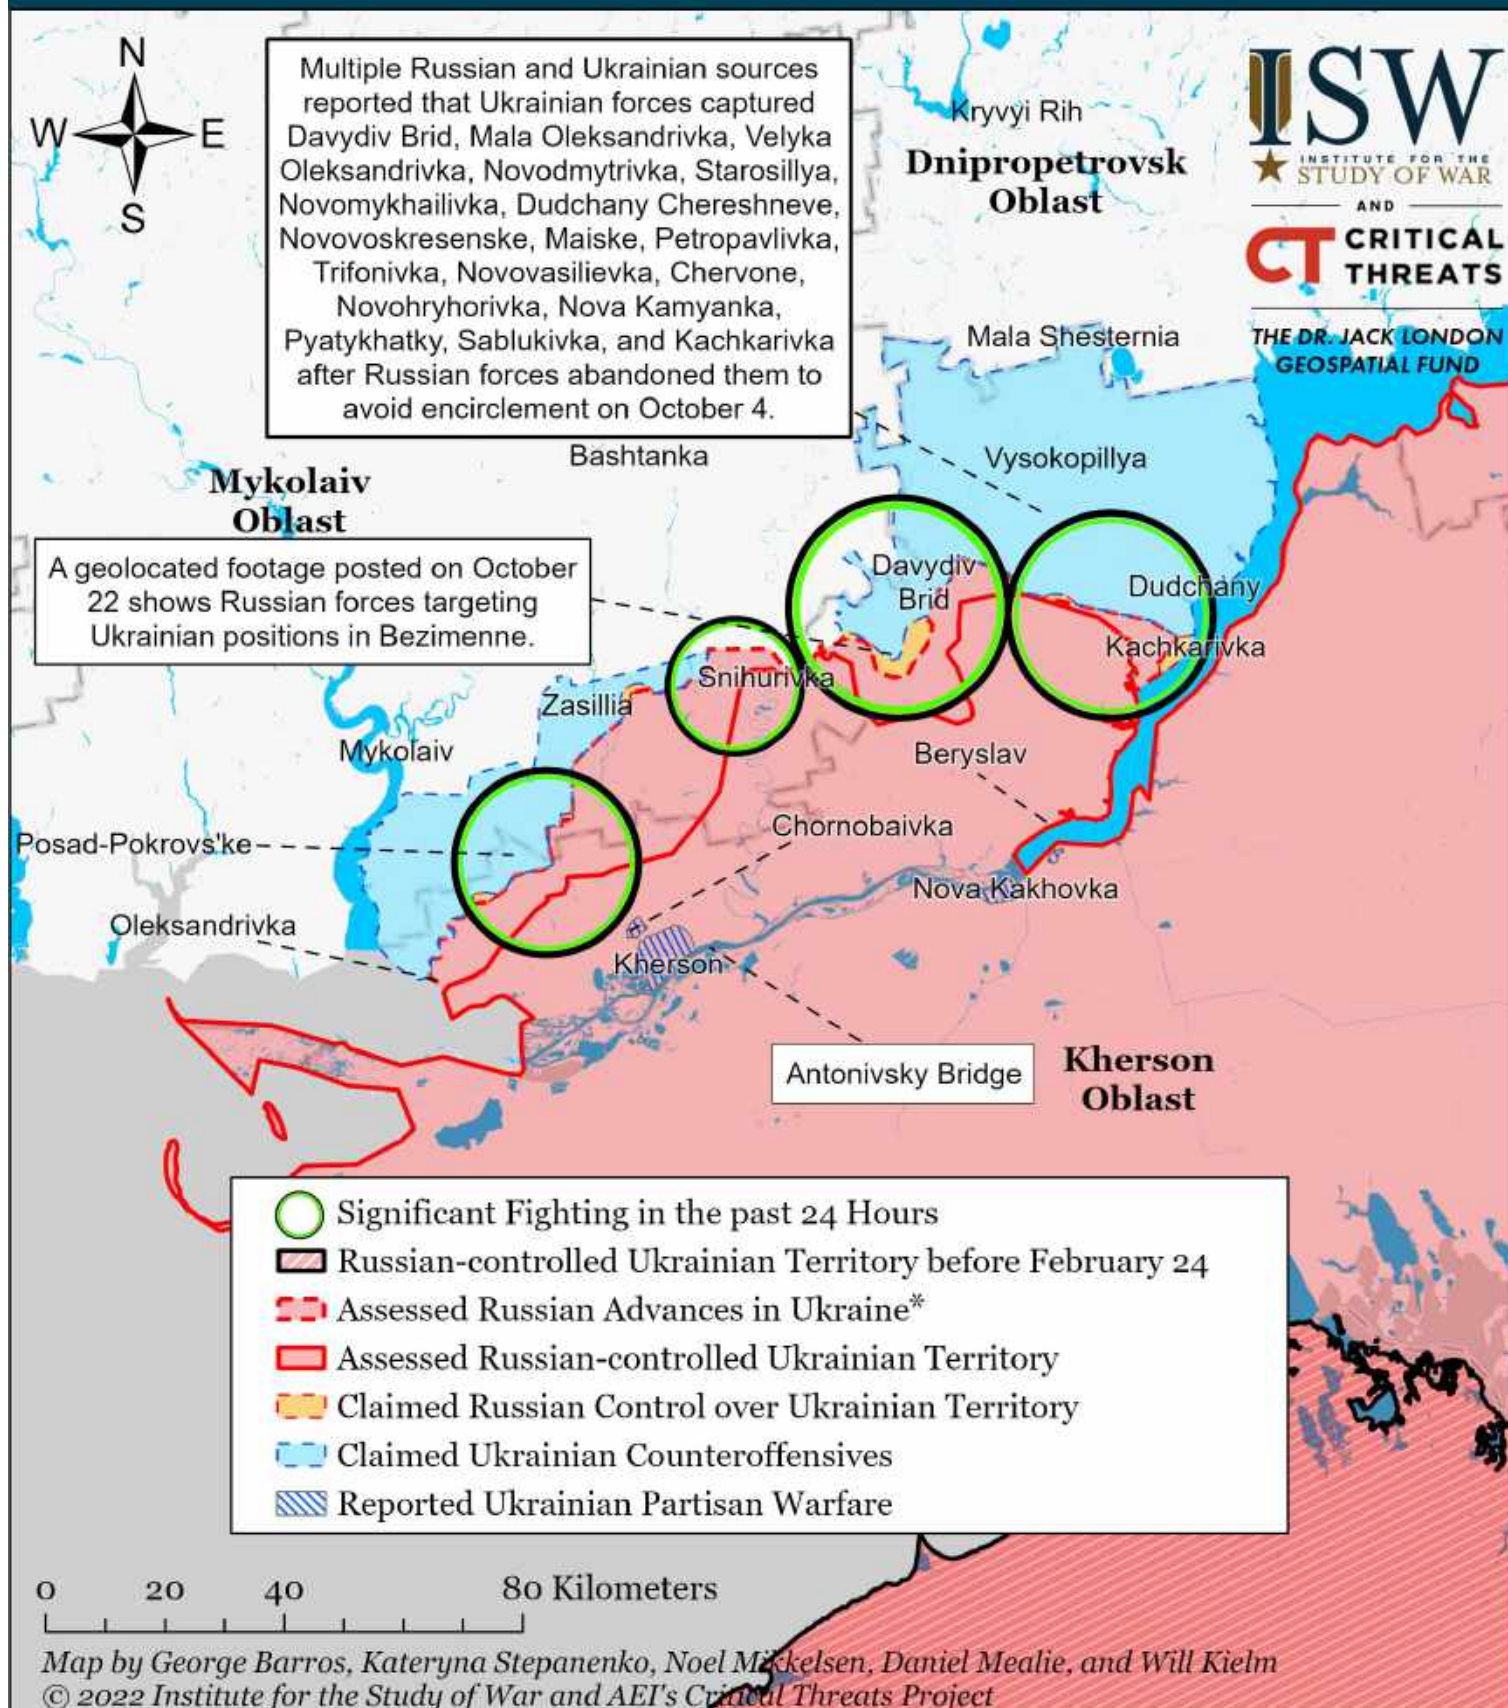 N
W
E
S
Multiple Russian and Ukrainian sources
reported that Ukrainian forces captured
Davydiv Brid, Mala Oleksandrivka, Velyka
Oleksandrivka, Novodmytrivka, Starosillya,
Novomykhailivka, Dudchany Chereshneve,
Novovoskresenske, Maiske, Petropavlivka,
Trifonivka, Novovasilievka, Chervone,
Novohryhorivka, Nova Kamyanka,
Pyatykhatky, Sablukivka, and Kachkarivka
after Russian forces abandoned them to
avoid encirclement on October 4.
Kryvyi Rih
Dnipropetrovsk
Oblast
ISW
INSTITUTE FOR THE
STUDY OF WAR
AND
CT CRITICAL
THREATS
THE DR. JACK LONDON
GEOSPATIAL FUND
Mala Shesternia
Bashtanka
Vysokopillya
Mykolaiv
Oblast
A geolocated footage posted on October
22 shows Russian forces targeting
Ukrainian positions in Bezimenne.
Davydiv
Brid
Dudchany
Kachkarivka
Snihurivka
Zasillia
Mykolaiv
Beryslav
Chornobaivka
Posad-Pokrovs'ke
Nova Kakhovka
Oleksandrivka
Kherson
Antonivsky Bridge
Kherson
Oblast
Significant Fighting in the past 24 Hours
Russian-controlled Ukrainian Territory before February 24
Assessed Russian Advances in Ukraine*
Assessed Russian-controlled Ukrainian Territory
Claimed Russian Control over Ukrainian Territory
Claimed Ukrainian Counteroffensives
Reported Ukrainian Partisan Warfare
0 20 40 80 Kilometers
Map by George Barros, Kateryna Stepanenko, Noel Mikkelsen, Daniel Mealie, and Will Kielm
© 2022 Institute for the Study of War and AEI's Critical Threats Project